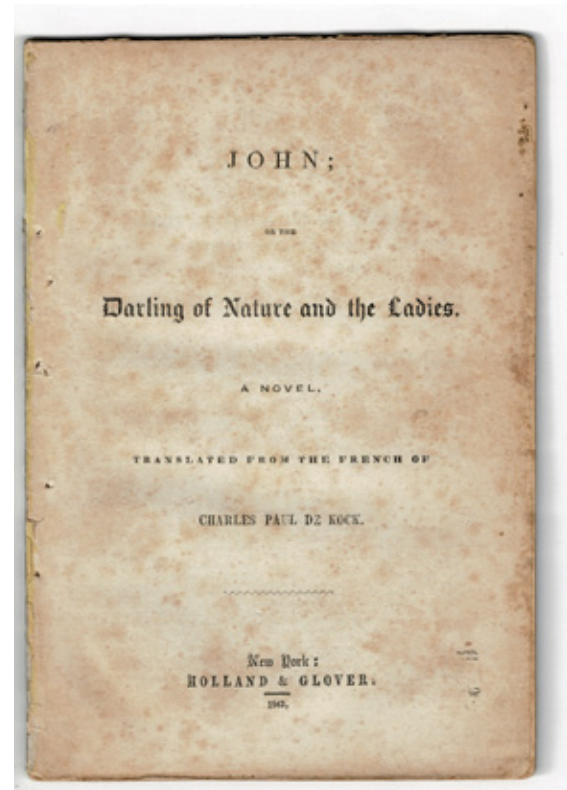 JOHN;
OR THE
Darling of Nature and the Ladies.
A NOVEL,
TRANSLATED FROM THE FRENCH OF
CHARLES PAUL DE KOCK.
New York:
HOLLAND & GLOVER.